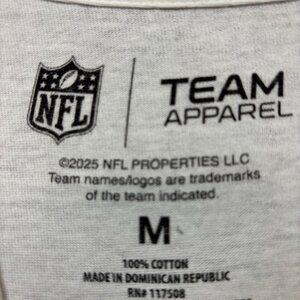 NFL
TEAM
APPAREL
©2025 NFL PROPERTIES LLC
Team names/logos are trademarks
of the team indicated.
M
100% COTTON
MADE IN DOMINICAN REPUBLIC
RN# 117508